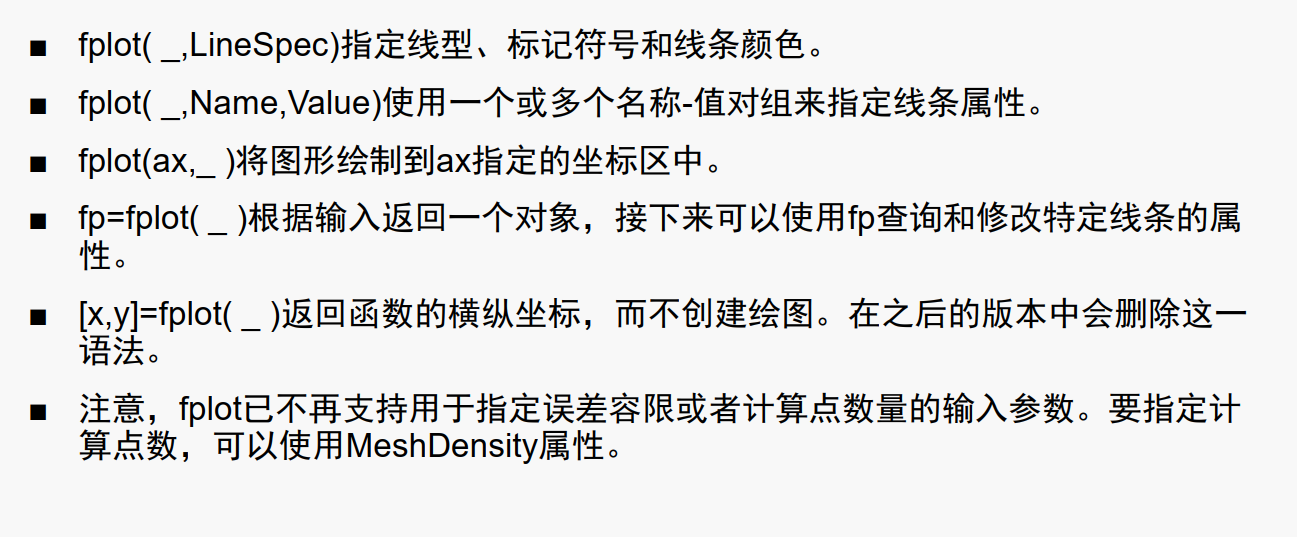 ■ fplot( _,LineSpec)指定线型、标记符号和线条颜色。
■ fplot( _,Name,Value)使用一个或多个名称-值对组来指定线条属性。
■ fplot(ax,_ )将图形绘制到ax指定的坐标区中。
■ fp=fplot( _ )根据输入返回一个对象，接下来可以使用fp查询和修改特定线条的属
性。
■ [x,y]=fplot( _ )返回函数的横纵坐标，而不创建绘图。在之后的版本中会删除这一
语法。
■ 注意，fplot已不再支持用于指定误差容限或者计算点数量的输入参数。要指定计
算点数，可以使用MeshDensity属性。